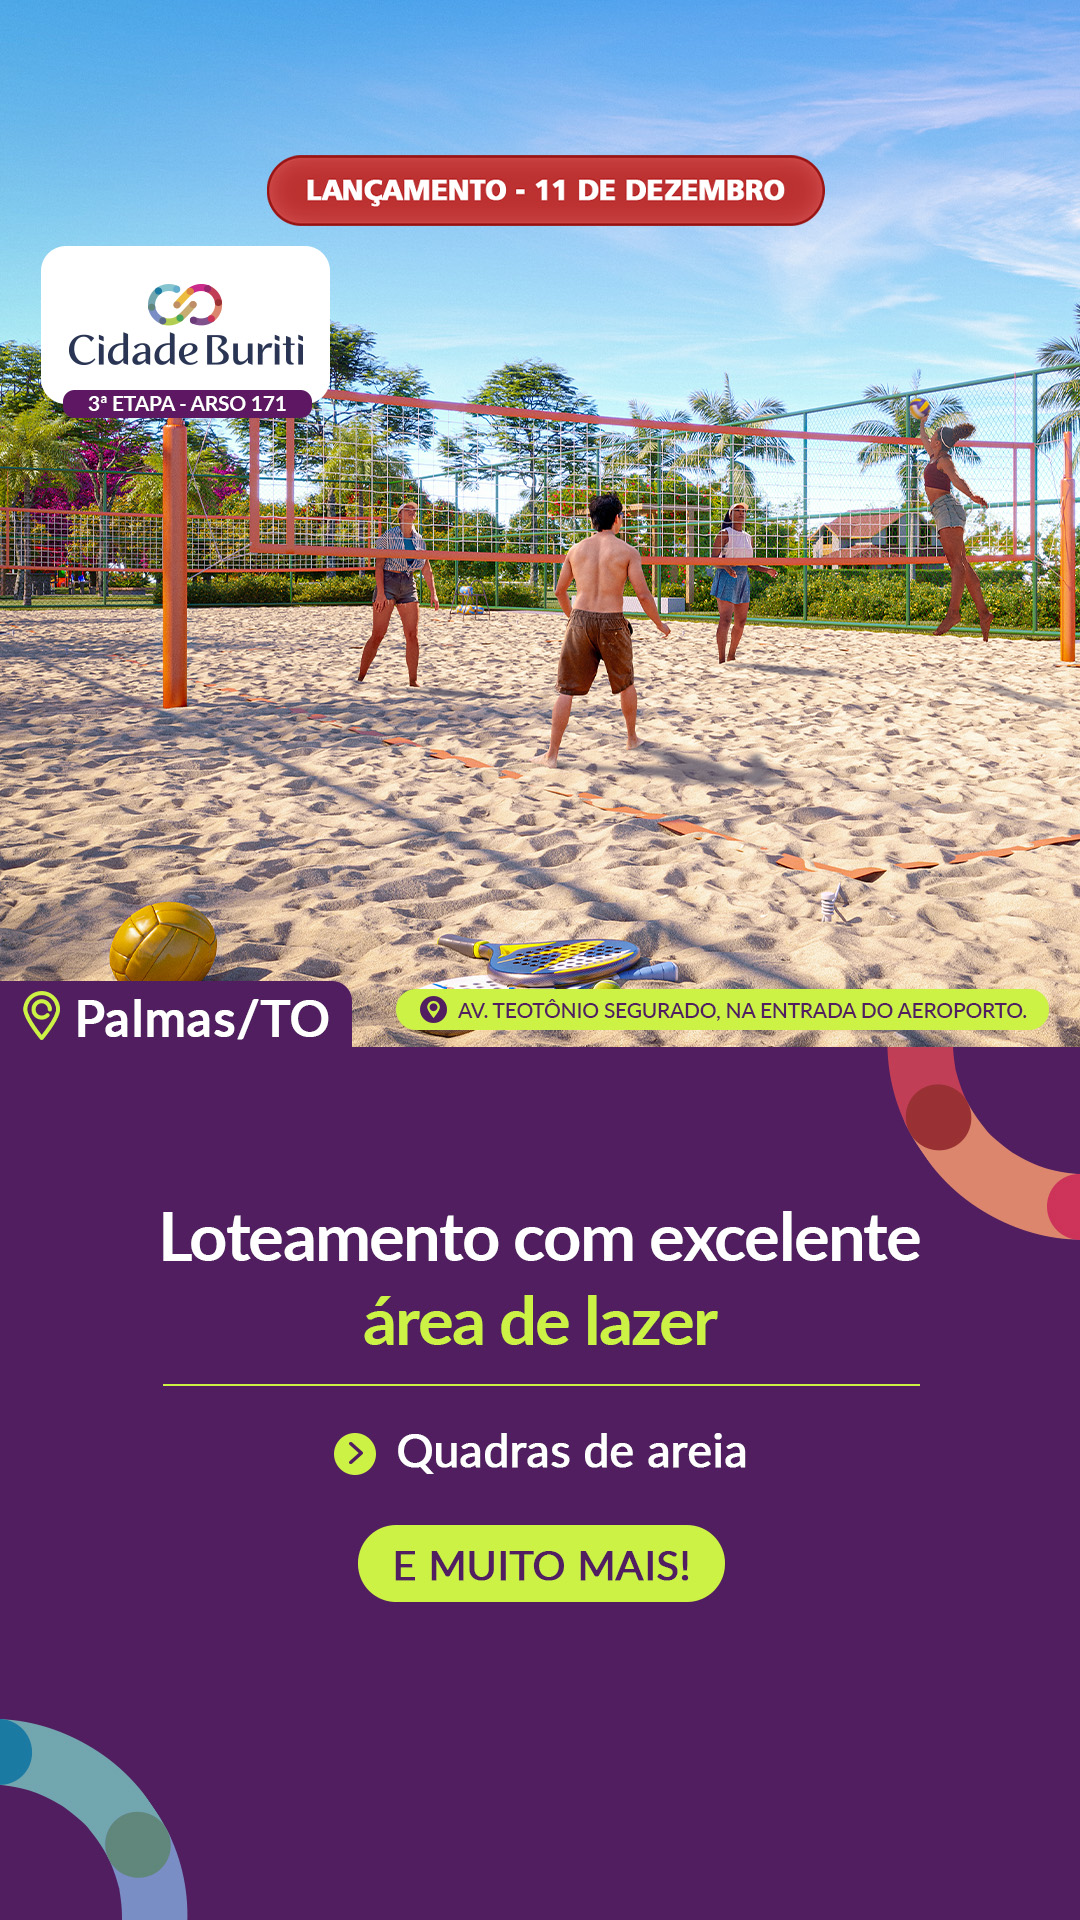 LANÇAMENTO - 11 DE DEZEMBRO
Cidade Buriti
3ª ETAPA - ARSO 171
Palmas/TO
AV. TEOTÔNIO SEGURADO, NA ENTRADA DO AEROPORTO.
Loteamento com excelente
área de lazer
Quadras de areia
E MUITO MAIS!